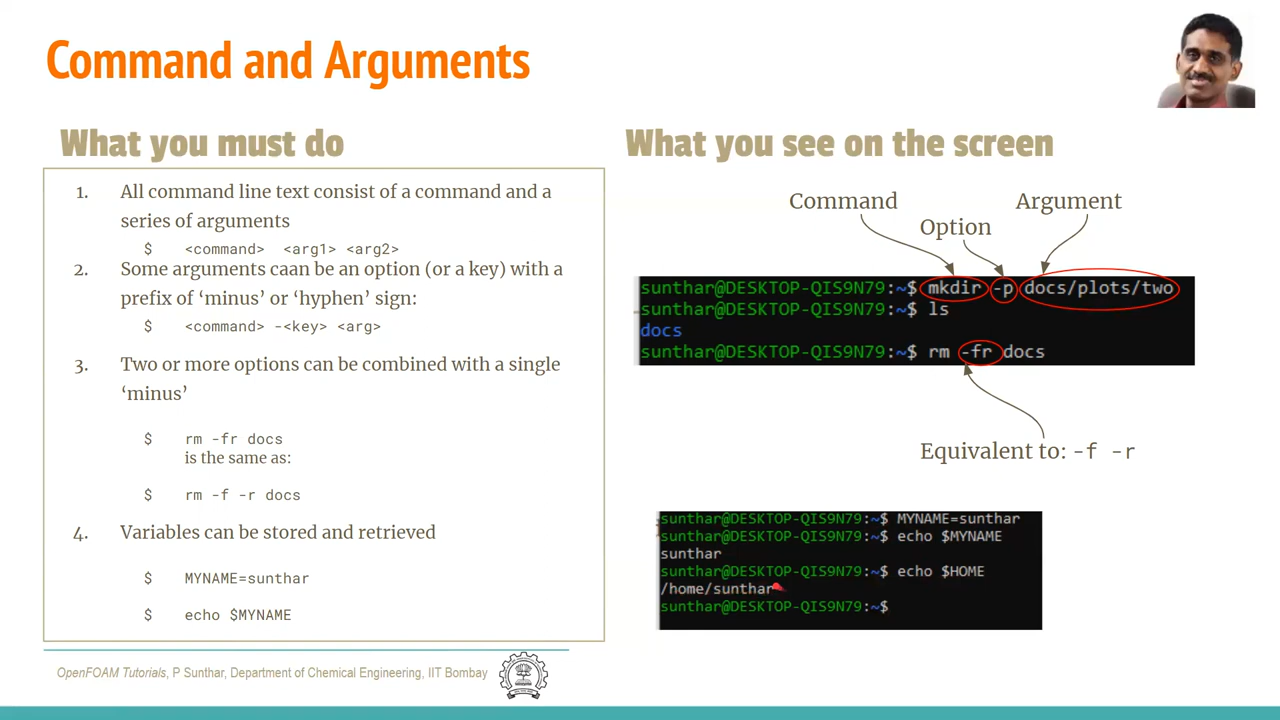 Command and Arguments
What you must do
1. All command line text consist of a command and a
series of arguments
$ <command> <arg1> <arg2>
2. Some arguments caan be an option (or a key) with a
prefix of ‘minus’ or ‘hyphen’ sign:
$ <command> -<key> <arg>
3. Two or more options can be combined with a single
‘minus’
$ rm -fr docs
is the same as:
$ rm -f -r docs
4. Variables can be stored and retrieved
$ MYNAME=sunthar
$ echo $MYNAME
What you see on the screen
Command
Option
Argument
sunthar@DESKTOP-QIS9N79:~$ mkdir -p docs/plots/two
sunthar@DESKTOP-QIS9N79:~$ ls
docs
sunthar@DESKTOP-QIS9N79:~$ rm -fr docs
Equivalent to: -f -r
sunthar@DESKTOP-QIS9N79:~$ MYNAME=sunthar
sunthar@DESKTOP-QIS9N79:~$ echo $MYNAME
sunthar
sunthar@DESKTOP-QIS9N79:~$ echo $HOME
/home/sunthar
sunthar@DESKTOP-QIS9N79:~$
OpenFOAM Tutorials, P Sunthar, Department of Chemical Engineering, IIT Bombay